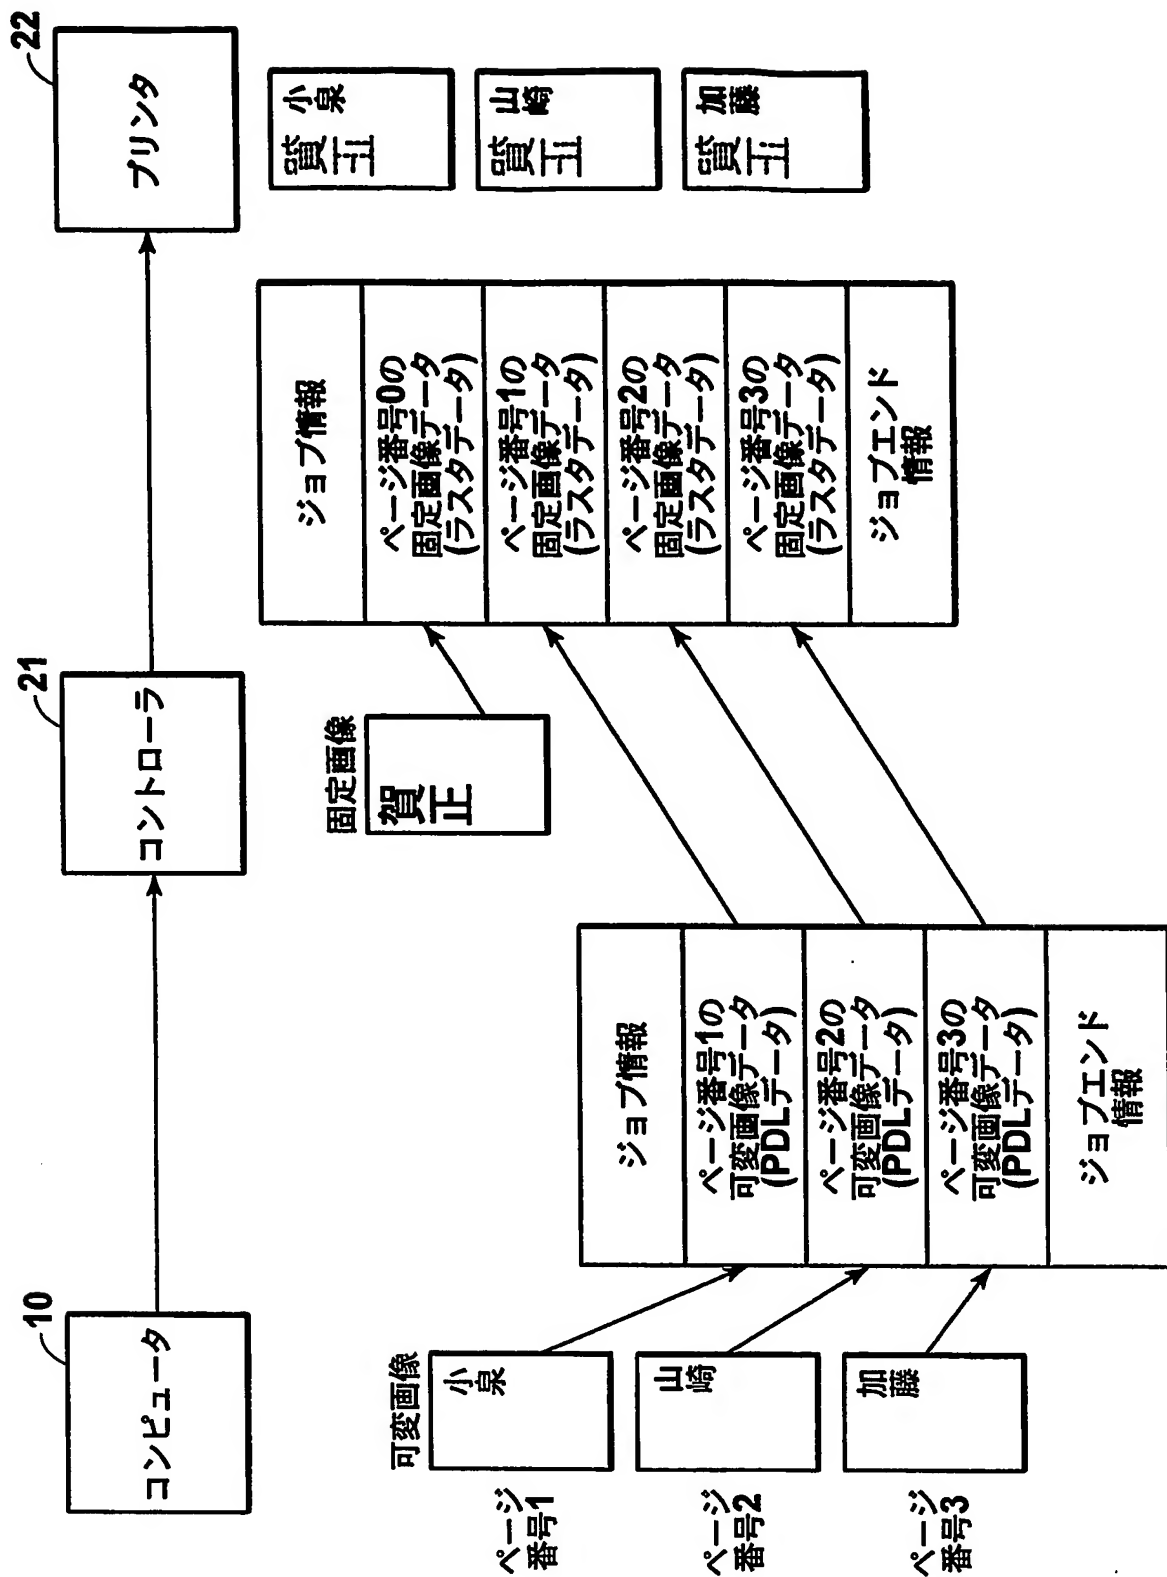 コンピュータ
10
コントローラ
21
プリンタ
22
可変画像
ページ
番号1
小泉
ページ
番号2
山崎
ページ
番号3
加藤
ジョブ情報
ページ番号1の
可変画像データ
(PDLデータ)
ページ番号2の
可変画像データ
(PDLデータ)
ページ番号3の
可変画像データ
(PDLデータ)
ジョブエンド
情報
固定画像
賀正
ジョブ情報
ページ番号0の
固定画像データ
(ラスタデータ)
ページ番号1の
固定画像データ
(ラスタデータ)
ページ番号2の
固定画像データ
(ラスタデータ)
ページ番号3の
固定画像データ
(ラスタデータ)
ジョブエンド
情報
小泉
賀正
山崎
賀正
加藤
賀正